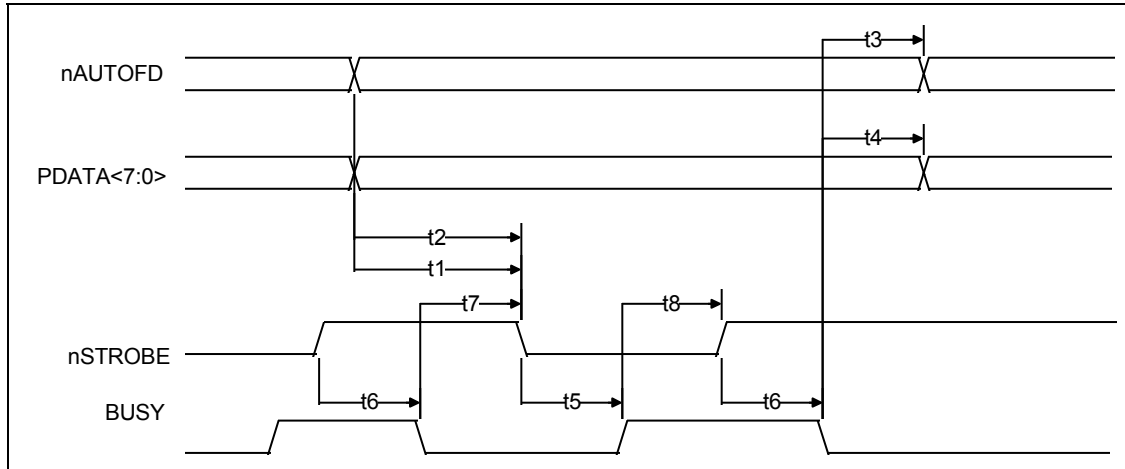 t3
nAUTOFD
t4
PDATA<7:0>
t2
t1
t7
t8
nSTROBE
t6
t5
t6
BUSY